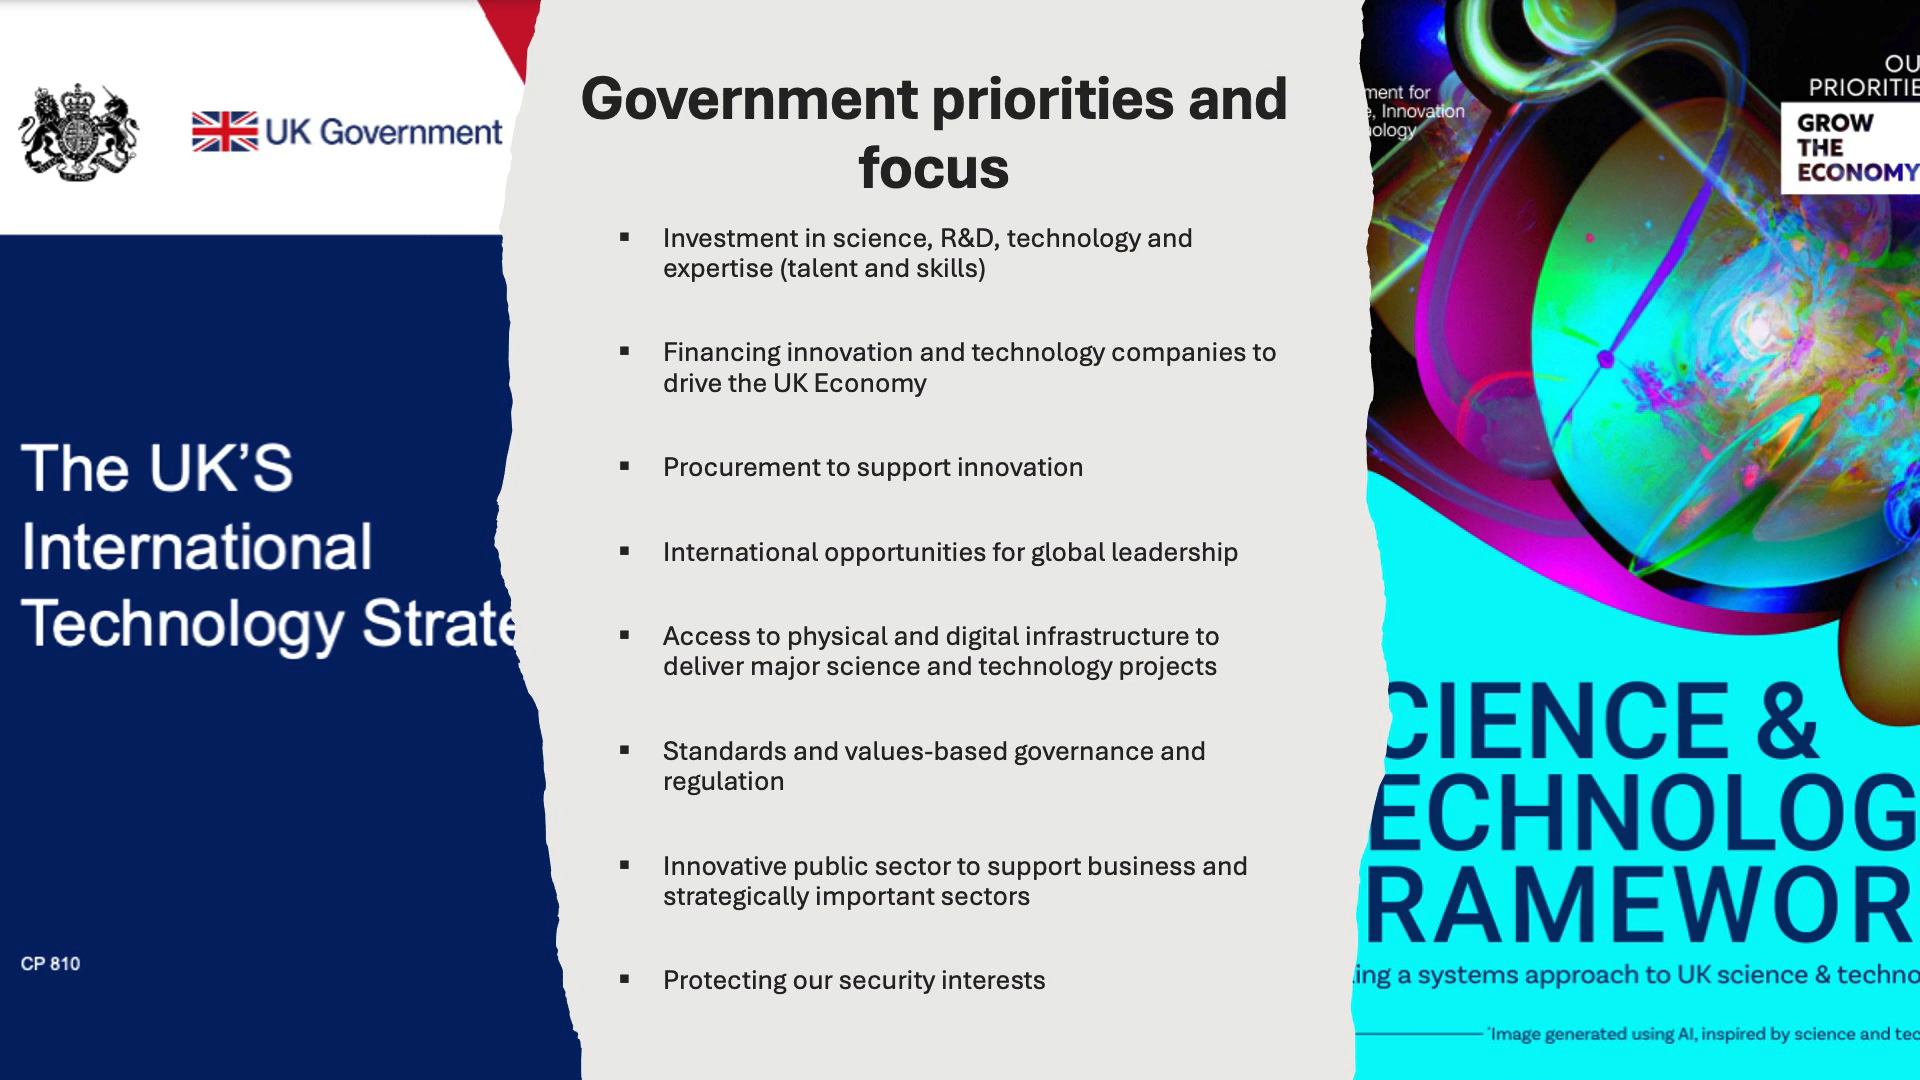 UK Government
The UK'S
International
Technology Strate
CP 810
Government priorities and
focus
▪ Investment in science, R&D, technology and
expertise (talent and skills)
▪ Financing innovation and technology companies to
drive the UK Economy
▪ Procurement to support innovation
▪ International opportunities for global leadership
▪ Access to physical and digital infrastructure to
deliver major science and technology projects
▪ Standards and values-based governance and
regulation
▪ Innovative public sector to support business and
strategically important sectors
▪ Protecting our security interests
ment for
e, Innovation
ology
OU
PRIORITIE
GROW
THE
ECONOMY
CIENCE &
ECHNOLOG
RAMEWOR
ing a systems approach to UK science & techno
*Image generated using AI, inspired by science and tec